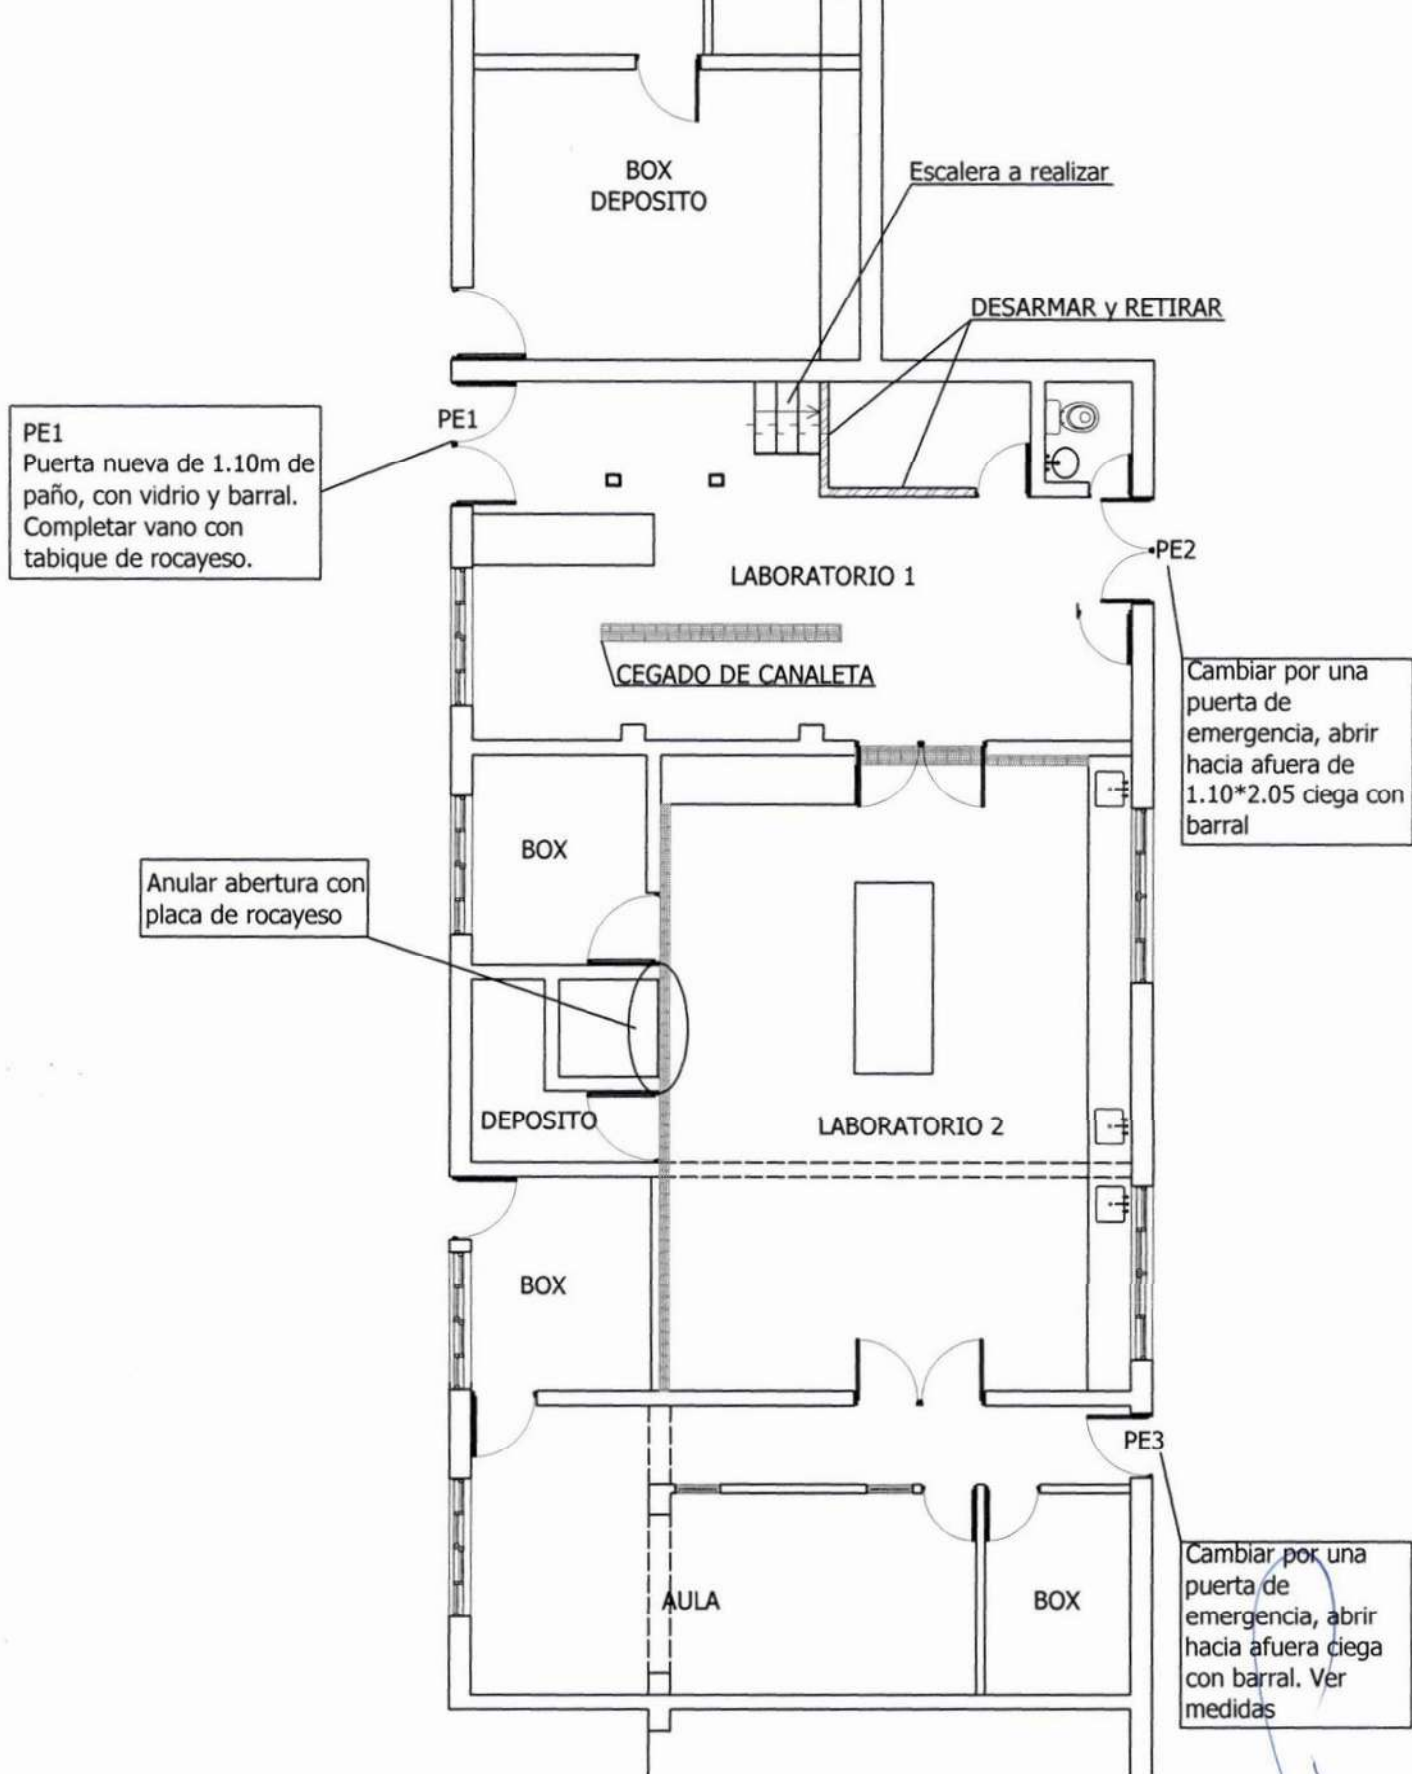 BOX
DEPOSITO
Escalera a realizar
DESARMAR y RETIRAR
PE1
PE1
Puerta nueva de 1.10m de
paño, con vidrio y barral.
Completar vano con
tabique de rocayeso.
PE2
LABORATORIO 1
CEGADO DE CANALETA
Cambiar por una
puerta de
emergencia, abrir
hacia afuera de
1.10*2.05 ciega con
barral
BOX
Anular abertura con
placa de rocayeso
DEPOSITO
LABORATORIO 2
BOX
PE3
Cambiar por una
puerta de
emergencia, abrir
hacia afuera ciega
con barral. Ver
medidas
AULA
BOX